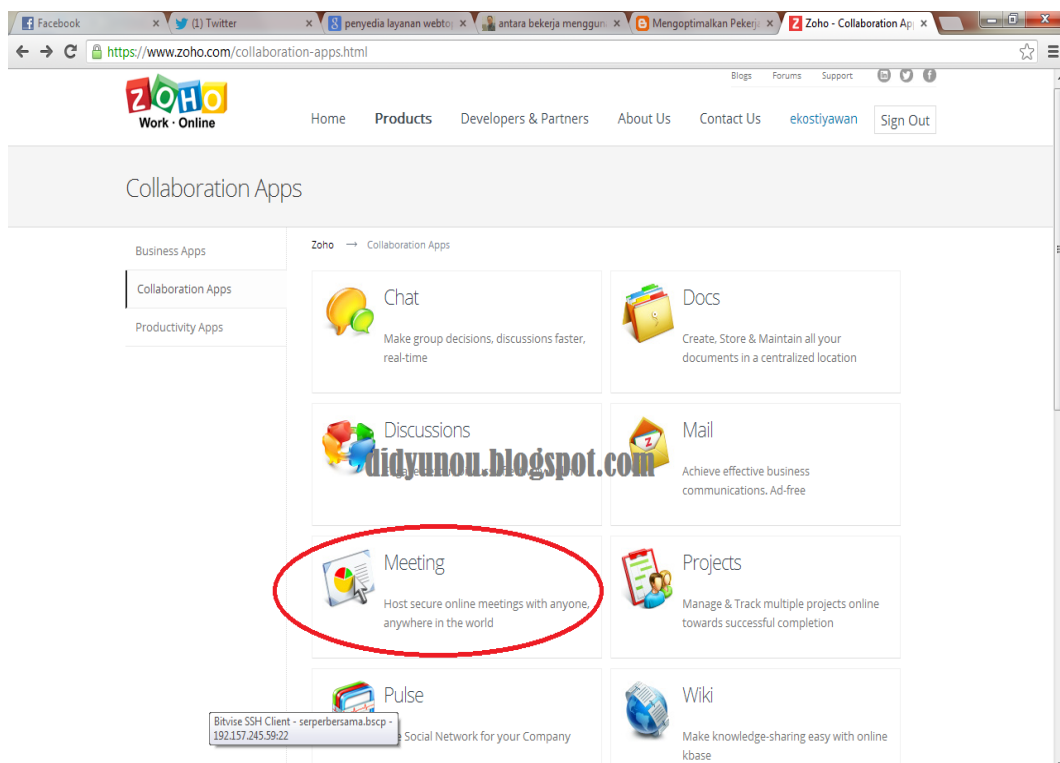 Facebook
(1) Twitter
penyedia layanan webto
antara bekerja menggun
Mengoptimalkan Pekerj
Zoho - Collaboration Ap
https://www.zoho.com/collaboration-apps.html
Blogs Forums Support
ZOHO
Work · Online
Home Products Developers & Partners About Us Contact Us ekostiyawan Sign Out
Collaboration Apps
Business Apps
Collaboration Apps
Productivity Apps
Zoho → Collaboration Apps
Chat
Make group decisions, discussions faster,
real-time
Docs
Create, Store & Maintain all your
documents in a centralized location
Discussions
didyunou.blogspot.com
Mail
Achieve effective business
communications. Ad-free
Meeting
Host secure online meetings with anyone,
anywhere in the world
Projects
Manage & Track multiple projects online
towards successful completion
Pulse
Social Network for your Company
Wiki
Make knowledge-sharing easy with online
kbase
Bitvise SSH Client - serperbersama.bscp -
192.157.245.59:22